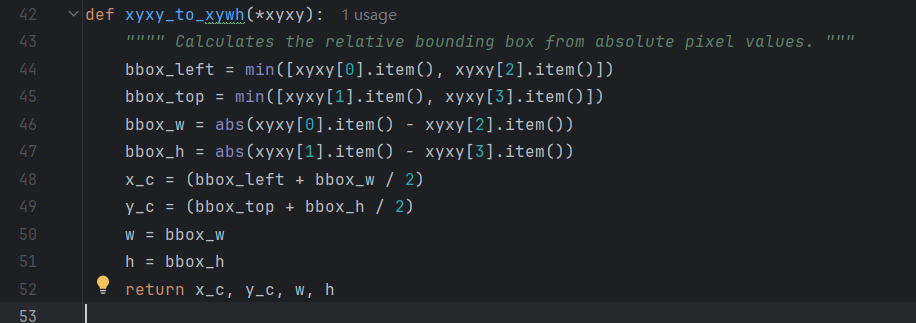 42 def xyxy_to_xywh(*xyxy): 1 usage
43 """" Calculates the relative bounding box from absolute pixel values. """
44 bbox_left = min([xyxy[0].item(), xyxy[2].item()])
45 bbox_top = min([xyxy[1].item(), xyxy[3].item()])
46 bbox_w = abs(xyxy[0].item() - xyxy[2].item())
47 bbox_h = abs(xyxy[1].item() - xyxy[3].item())
48 x_c = (bbox_left + bbox_w / 2)
49 y_c = (bbox_top + bbox_h / 2)
50 w = bbox_w
51 h = bbox_h
52 return x_c, y_c, w, h
53